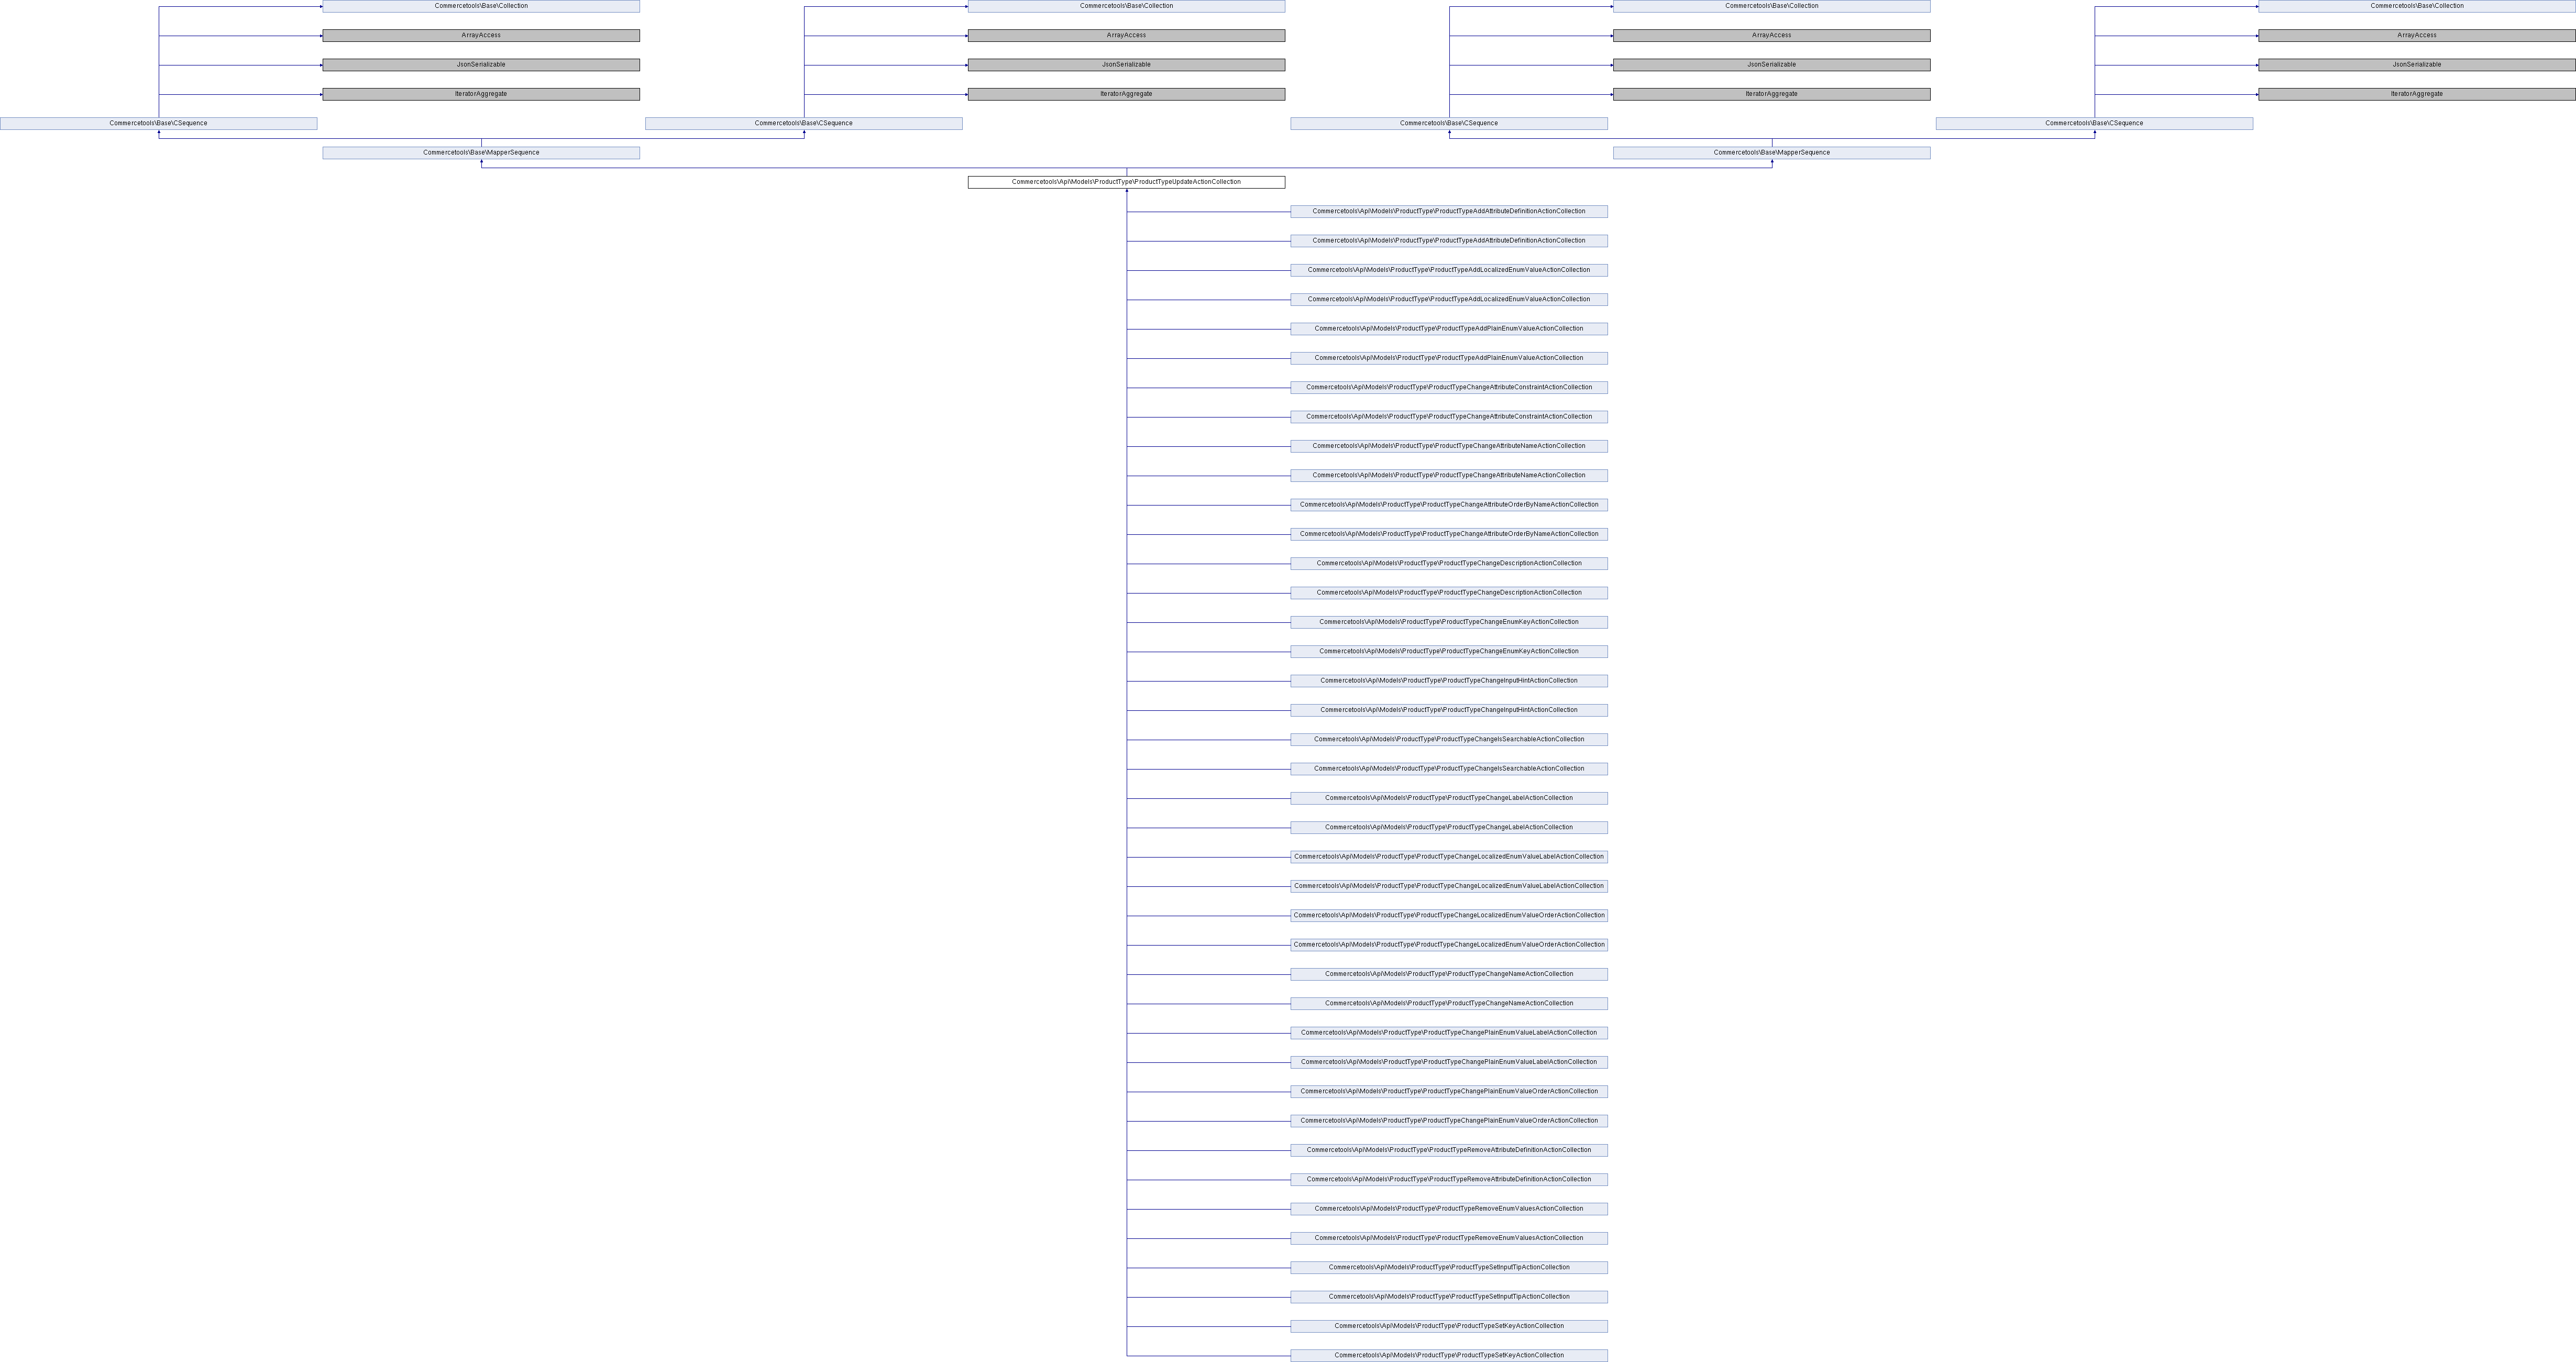 Commercetools\Base\Collection
Commercetools\Base\Collection
Commercetools\Base\Collection
Commercetools\Base\Collection
ArrayAccess
ArrayAccess
ArrayAccess
ArrayAccess
JsonSerializable
JsonSerializable
JsonSerializable
JsonSerializable
IteratorAggregate
IteratorAggregate
IteratorAggregate
IteratorAggregate
Commercetools\Base\CSequence
Commercetools\Base\CSequence
Commercetools\Base\CSequence
Commercetools\Base\CSequence
Commercetools\Base\MapperSequence
Commercetools\Base\MapperSequence
Commercetools\Api\Models\ProductType\ProductTypeUpdateActionCollection
Commercetools\Api\Models\ProductType\ProductTypeAddAttributeDefinitionActionCollection
Commercetools\Api\Models\ProductType\ProductTypeAddAttributeDefinitionActionCollection
Commercetools\Api\Models\ProductType\ProductTypeAddLocalizedEnumValueActionCollection
Commercetools\Api\Models\ProductType\ProductTypeAddLocalizedEnumValueActionCollection
Commercetools\Api\Models\ProductType\ProductTypeAddPlainEnumValueActionCollection
Commercetools\Api\Models\ProductType\ProductTypeAddPlainEnumValueActionCollection
Commercetools\Api\Models\ProductType\ProductTypeChangeAttributeConstraintActionCollection
Commercetools\Api\Models\ProductType\ProductTypeChangeAttributeConstraintActionCollection
Commercetools\Api\Models\ProductType\ProductTypeChangeAttributeNameActionCollection
Commercetools\Api\Models\ProductType\ProductTypeChangeAttributeNameActionCollection
Commercetools\Api\Models\ProductType\ProductTypeChangeAttributeOrderByNameActionCollection
Commercetools\Api\Models\ProductType\ProductTypeChangeAttributeOrderByNameActionCollection
Commercetools\Api\Models\ProductType\ProductTypeChangeDescriptionActionCollection
Commercetools\Api\Models\ProductType\ProductTypeChangeDescriptionActionCollection
Commercetools\Api\Models\ProductType\ProductTypeChangeEnumKeyActionCollection
Commercetools\Api\Models\ProductType\ProductTypeChangeEnumKeyActionCollection
Commercetools\Api\Models\ProductType\ProductTypeChangeInputHintActionCollection
Commercetools\Api\Models\ProductType\ProductTypeChangeInputHintActionCollection
Commercetools\Api\Models\ProductType\ProductTypeChangeIsSearchableActionCollection
Commercetools\Api\Models\ProductType\ProductTypeChangeIsSearchableActionCollection
Commercetools\Api\Models\ProductType\ProductTypeChangeLabelActionCollection
Commercetools\Api\Models\ProductType\ProductTypeChangeLabelActionCollection
Commercetools\Api\Models\ProductType\ProductTypeChangeLocalizedEnumValueLabelActionCollection
Commercetools\Api\Models\ProductType\ProductTypeChangeLocalizedEnumValueLabelActionCollection
Commercetools\Api\Models\ProductType\ProductTypeChangeLocalizedEnumValueOrderActionCollection
Commercetools\Api\Models\ProductType\ProductTypeChangeLocalizedEnumValueOrderActionCollection
Commercetools\Api\Models\ProductType\ProductTypeChangeNameActionCollection
Commercetools\Api\Models\ProductType\ProductTypeChangeNameActionCollection
Commercetools\Api\Models\ProductType\ProductTypeChangePlainEnumValueLabelActionCollection
Commercetools\Api\Models\ProductType\ProductTypeChangePlainEnumValueLabelActionCollection
Commercetools\Api\Models\ProductType\ProductTypeChangePlainEnumValueOrderActionCollection
Commercetools\Api\Models\ProductType\ProductTypeChangePlainEnumValueOrderActionCollection
Commercetools\Api\Models\ProductType\ProductTypeRemoveAttributeDefinitionActionCollection
Commercetools\Api\Models\ProductType\ProductTypeRemoveAttributeDefinitionActionCollection
Commercetools\Api\Models\ProductType\ProductTypeRemoveEnumValuesActionCollection
Commercetools\Api\Models\ProductType\ProductTypeRemoveEnumValuesActionCollection
Commercetools\Api\Models\ProductType\ProductTypeSetInputTipActionCollection
Commercetools\Api\Models\ProductType\ProductTypeSetInputTipActionCollection
Commercetools\Api\Models\ProductType\ProductTypeSetKeyActionCollection
Commercetools\Api\Models\ProductType\ProductTypeSetKeyActionCollection